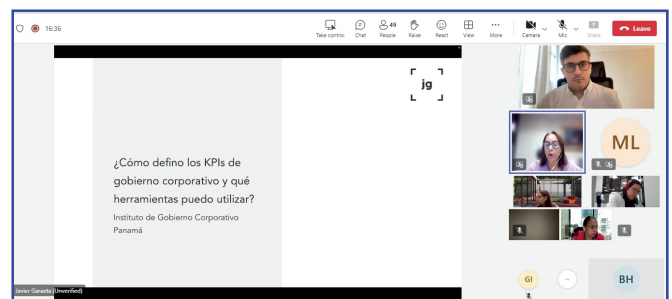 16:36
Take control
Chat
49
People
Raise
React
View
More
Camera
Mic
Share
Leave
jg
¿Cómo defino los KPIs de
gobierno corporativo y qué
herramientas puedo utilizar?
Instituto de Gobierno Corporativo
Panamá
ML
GI
BH
Javier Garaeta (Unverified)